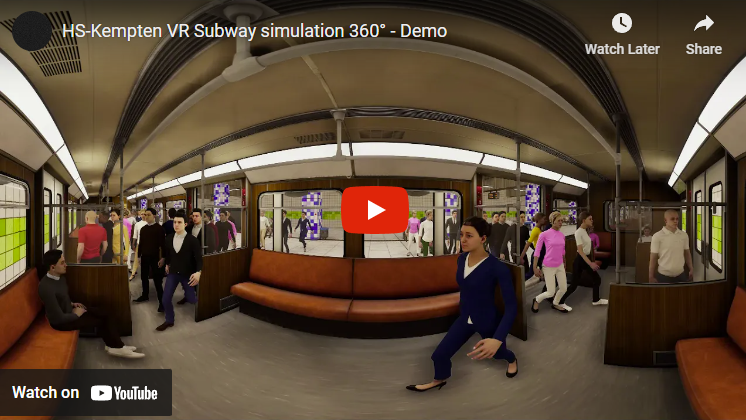 HS-Kempten VR Subway simulation 360° - Demo
Watch Later
Share
Watch on YouTube